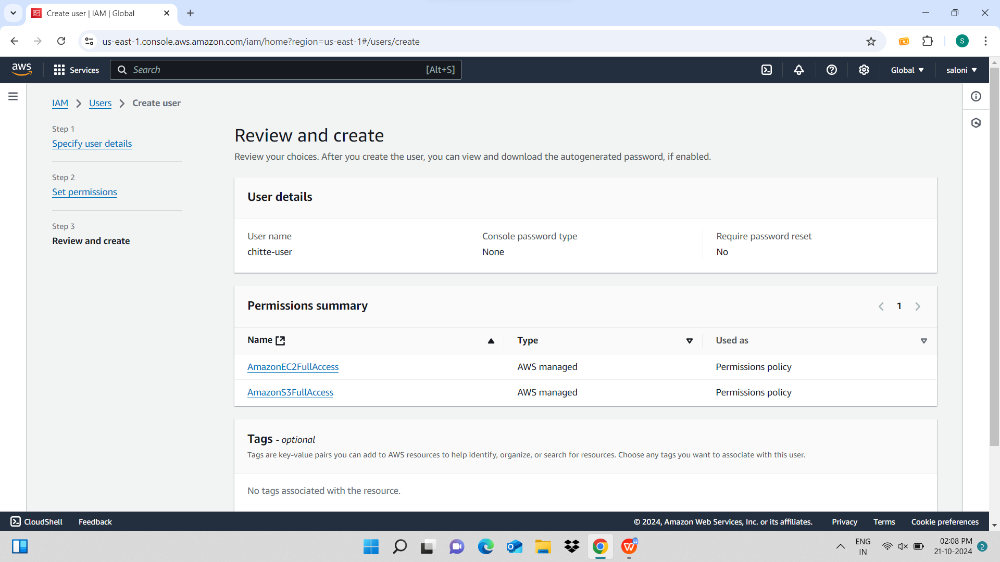 Create user | IAM | Global
us-east-1.console.aws.amazon.com/iam/home?region=us-east-1#/users/create
S
aws
Services
Search
[Alt+S]
Global
saloni
IAM
Users
Create user
Step 1
Specify user details
Step 2
Set permissions
Step 3
Review and create
Review and create
Review your choices. After you create the user, you can view and download the autogenerated password, if enabled.
User details
User name
chitte-user
Console password type
None
Require password reset
No
Permissions summary
1
Name
Type
Used as
AmazonEC2FullAccess
AWS managed
Permissions policy
AmazonS3FullAccess
AWS managed
Permissions policy
Tags - optional
Tags are key-value pairs you can add to AWS resources to help identify, organize, or search for resources. Choose any tags you want to associate with this user.
No tags associated with the resource.
CloudShell
Feedback
© 2024, Amazon Web Services, Inc. or its affiliates.
Privacy
Terms
Cookie preferences
ENG
IN
02:08 PM
21-10-2024
2